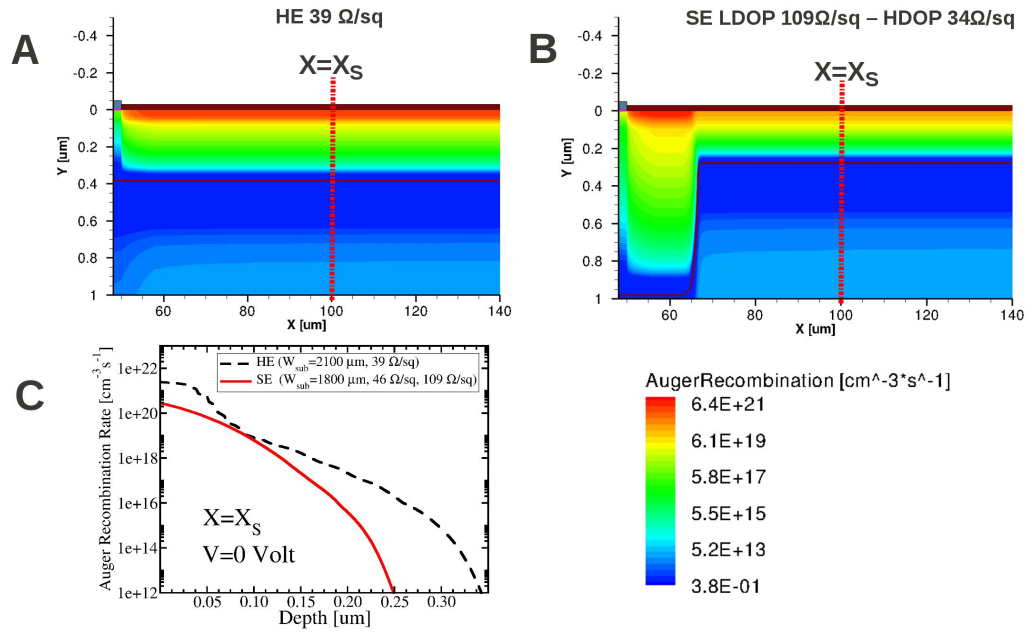 HE 39 Ω/sq
SE LDOP 109Ω/sq – HDOP 34Ω/sq
A
B
X=XS
X=XS
-0.4
-0.2
0
0.2
0.4
0.6
0.8
1
Y [um]
60
80
100
120
140
X [um]
-0.4
-0.2
0
0.2
0.4
0.6
0.8
1
Y [um]
60
80
100
120
140
X [um]
C
HE (Wsub=2100 μm, 39 Ω/sq)
SE (Wsub=1800 μm, 46 Ω/sq, 109 Ω/sq)
Auger Recombination Rate [cm-3s-1]
1e+22
1e+20
1e+18
1e+16
1e+14
1e+12
X=XS
V=0 Volt
0.05
0.10
0.15
0.20
0.25
0.30
Depth [um]
AugerRecombination [cm^-3*s^-1]
6.4E+21
6.1E+19
5.8E+17
5.5E+15
5.2E+13
3.8E-01